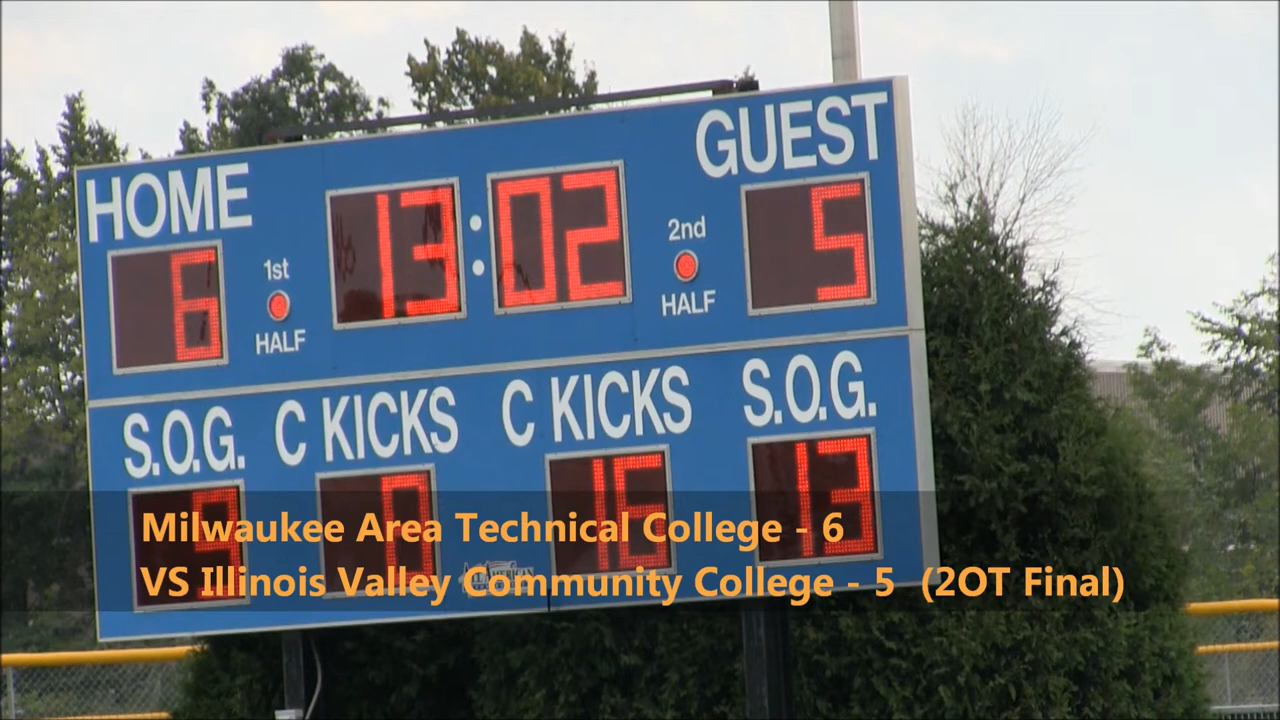 HOME
GUEST
6
13:02
5
1st
HALF
2nd
HALF
S.O.G.
C KICKS
C KICKS
S.O.G.
16
13
Milwaukee Area Technical College - 6
VS Illinois Valley Community College - 5 (2OT Final)